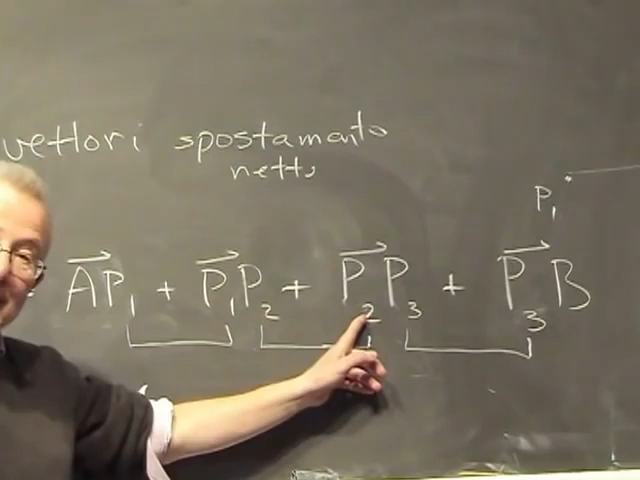 vettori spostamento
netto
P₁
AP₁ + P₁P₂ + P₂P₃ + P₃B